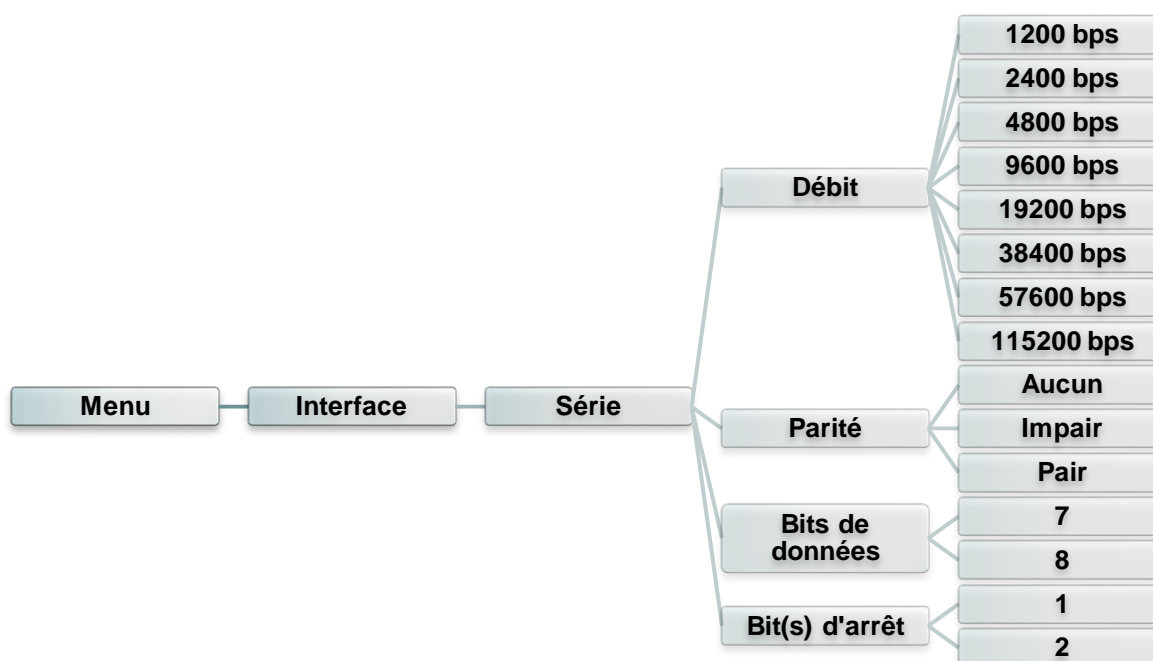 Menu
Interface
Série
Débit
1200 bps
2400 bps
4800 bps
9600 bps
19200 bps
38400 bps
57600 bps
115200 bps
Parité
Aucun
Impair
Pair
Bits de
données
7
8
Bit(s) d'arrêt
1
2